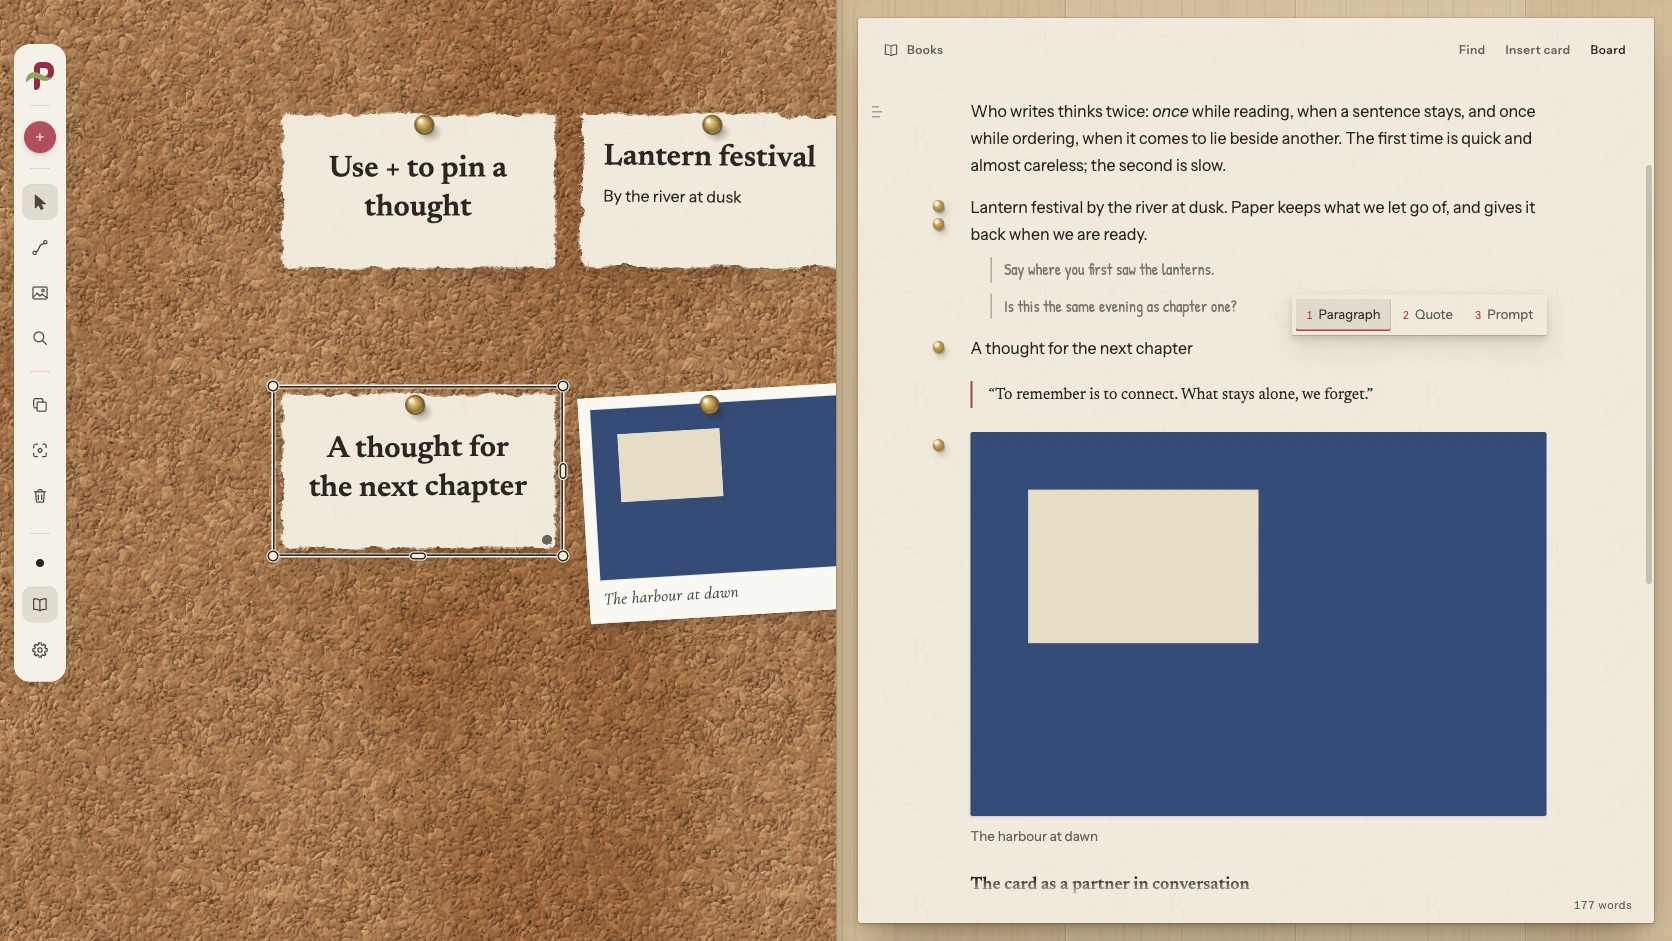 Use + to pin a
thought
Lantern festival
By the river at dusk
A thought for
the next chapter
The harbour at dawn
Books
Find
Insert card
Board
Who writes thinks twice: once while reading, when a sentence stays, and once
while ordering, when it comes to lie beside another. The first time is quick and
almost careless; the second is slow.
Lantern festival by the river at dusk. Paper keeps what we let go of, and gives it
back when we are ready.
Say where you first saw the lanterns.
Is this the same evening as chapter one?
1 Paragraph
2 Quote
3 Prompt
A thought for the next chapter
“To remember is to connect. What stays alone, we forget.”
The harbour at dawn
The card as a partner in conversation
177 words